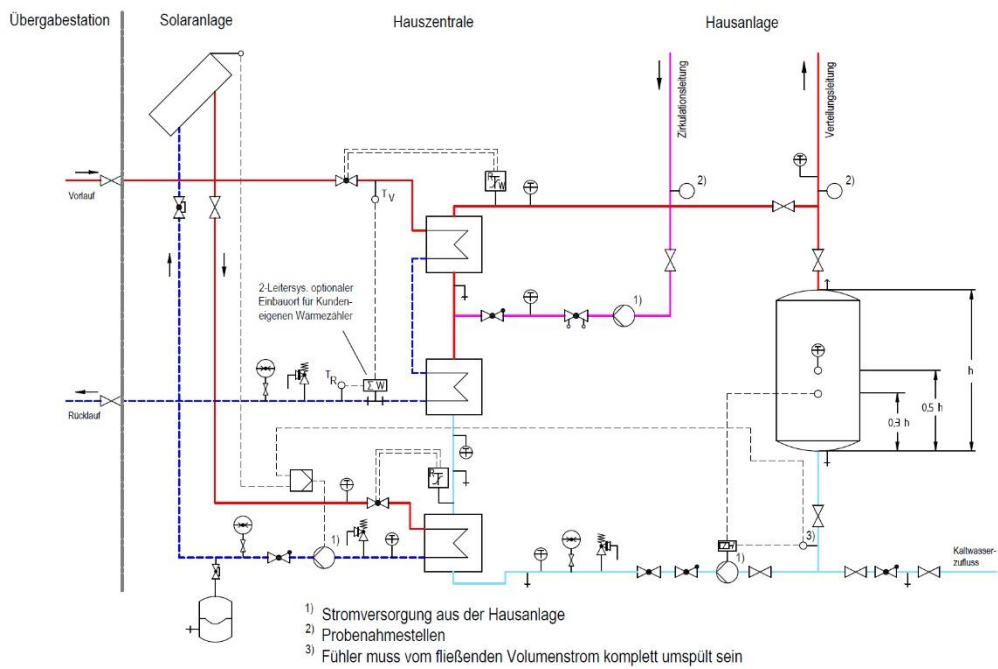 Übergabestation
Solaranlage
Hauszentrale
Hausanlage
Zirkulationsleitung
Verteilungsleitung
Vorlauf
T V
R T W
2)
2)
2-Leitersys. optionaler
Einbauort für Kunden-
eigenen Wärmezähler
1)
h
T R
Σ W
Rücklauf
0,5 h
0,3 h
R T
1)
1)
3)
Kaltwasser-
zufluss
1) Stromversorgung aus der Hausanlage
2) Probenahmestellen
3) Fühler muss vom fließenden Volumenstrom komplett umspült sein